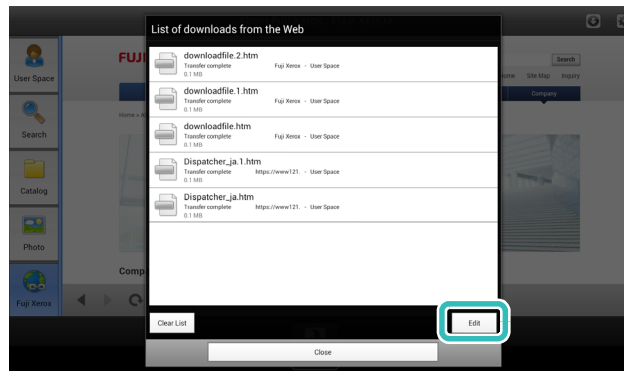 List of downloads from the Web
User Space
Search
Catalog
Photo
Fuji Xerox
FUJI
Search
Site Map Inquiry
Company
Home >
downloadfile.2.htm
Transfer complete Fuji Xerox - User Space
0.1 MB
downloadfile.1.htm
Transfer complete Fuji Xerox - User Space
0.1 MB
downloadfile.htm
Transfer complete Fuji Xerox - User Space
0.1 MB
Dispatcher_ja.1.htm
Transfer complete https://www121. - User Space
0.1 MB
Dispatcher_ja.htm
Transfer complete https://www121. - User Space
0.1 MB
Comp
Clear List
Edit
Close